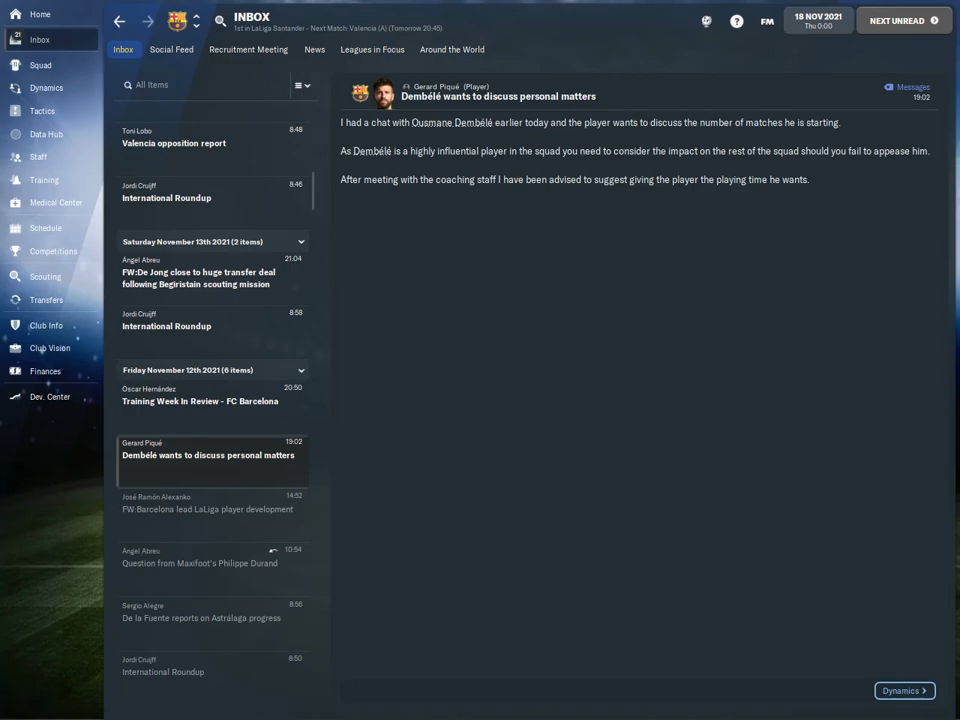 Home
21
Inbox
Squad
Dynamics
Tactics
Data Hub
Staff
Training
Medical Center
Schedule
Competitions
Scouting
Transfers
Club Info
Club Vision
Finances
Dev. Center
INBOX
1st in LaLiga Santander - Next Match: Valencia (A) (Tomorrow 20:45)
?
FM
18 NOV 2021
Thu 0:00
NEXT UNREAD
Inbox
Social Feed
Recruitment Meeting
News
Leagues in Focus
Around the World
All Items
Toni Lobo 8:48
Valencia opposition report
Jordi Cruijff 8:46
International Roundup
Saturday November 13th 2021 (2 items)
Ángel Abreu 21:04
FW:De Jong close to huge transfer deal
following Begiristain scouting mission
Jordi Cruijff 8:58
International Roundup
Friday November 12th 2021 (6 items)
Óscar Hernández 20:50
Training Week In Review - FC Barcelona
Gerard Piqué 19:02
Dembélé wants to discuss personal matters
José Ramón Alexanko 14:52
FW:Barcelona lead LaLiga player development
Ángel Abreu 10:54
Question from Maxifoot's Philippe Durand
Sergio Alegre 8:56
De la Fuente reports on Astrálaga progress
Jordi Cruijff 8:50
International Roundup
Gerard Piqué (Player)
Dembélé wants to discuss personal matters
Messages
19:02
I had a chat with Ousmane Dembélé earlier today and the player wants to discuss the number of matches he is starting.
As Dembélé is a highly influential player in the squad you need to consider the impact on the rest of the squad should you fail to appease him.
After meeting with the coaching staff I have been advised to suggest giving the player the playing time he wants.
Dynamics